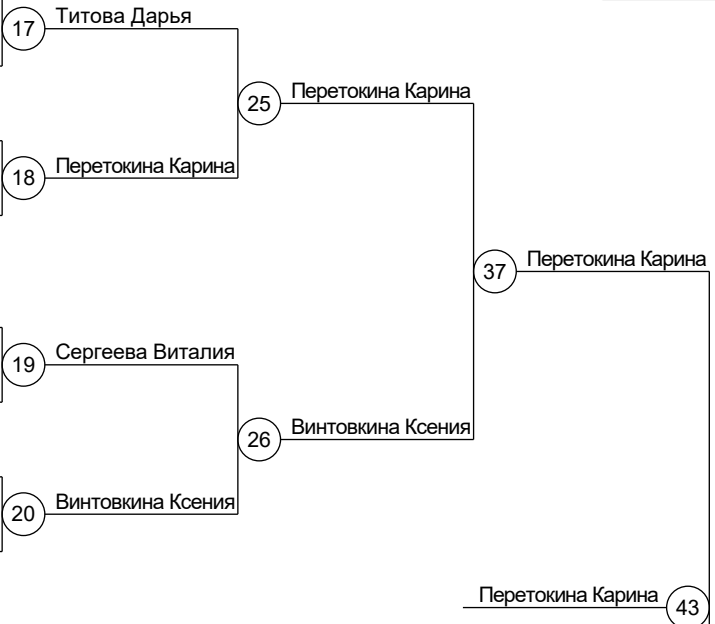 17 Титова Дарья
25 Перетокина Карина
18 Перетокина Карина
37 Перетокина Карина
19 Сергеева Виталия
26 Винтовкина Ксения
20 Винтовкина Ксения
Перетокина Карина 43